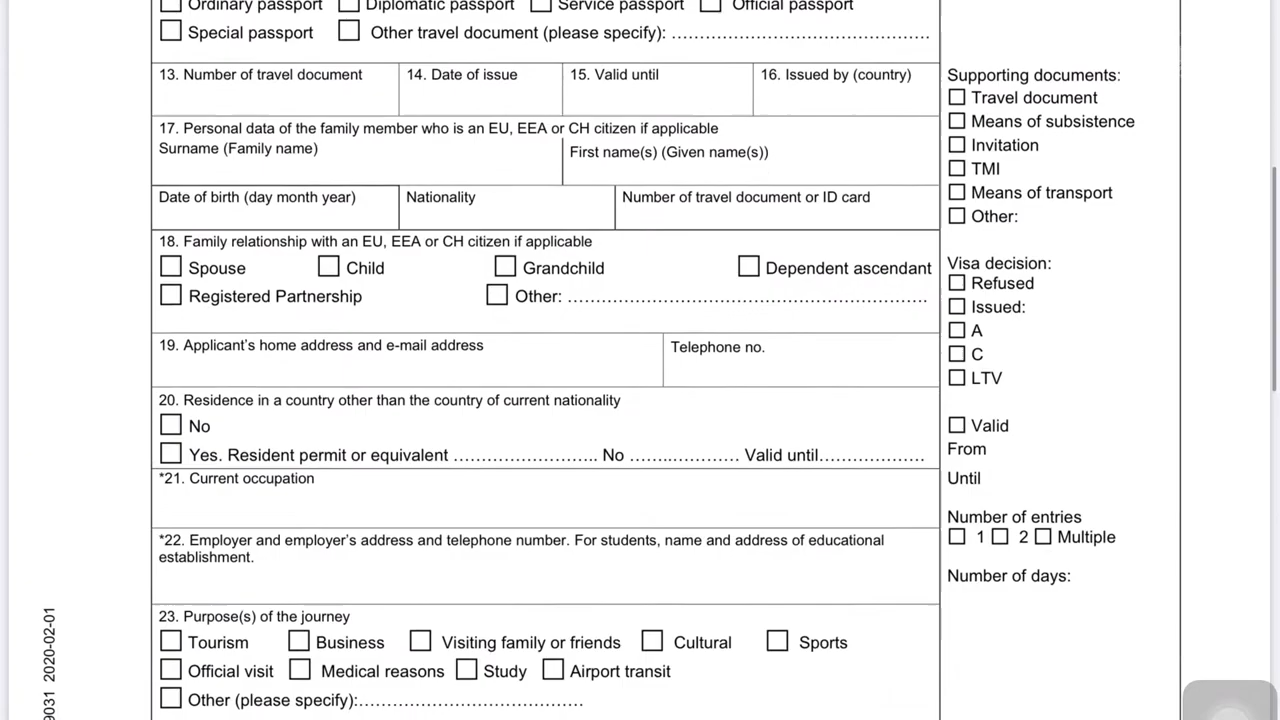 Ordinary passport Diplomatic passport Service passport Official passport
Special passport Other travel document (please specify): ……………………………………
13. Number of travel document 14. Date of issue 15. Valid until 16. Issued by (country)
17. Personal data of the family member who is an EU, EEA or CH citizen if applicable
Surname (Family name) First name(s) (Given name(s))
Date of birth (day month year) Nationality Number of travel document or ID card
18. Family relationship with an EU, EEA or CH citizen if applicable
Spouse Child Grandchild Dependent ascendant
Registered Partnership Other: ……………………………………………………
19. Applicant's home address and e-mail address Telephone no.
20. Residence in a country other than the country of current nationality
No
Yes. Resident permit or equivalent …………………….. No …….………… Valid until………………
*21. Current occupation
*22. Employer and employer's address and telephone number. For students, name and address of educational
establishment.
23. Purpose(s) of the journey
Tourism Business Visiting family or friends Cultural Sports
Official visit Medical reasons Study Airport transit
Other (please specify):…………………………………
Supporting documents:
Travel document
Means of subsistence
Invitation
TMI
Means of transport
Other:
Visa decision:
Refused
Issued:
A
C
LTV
Valid
From
Until
Number of entries
1 2 Multiple
Number of days:
9031 2020-02-01